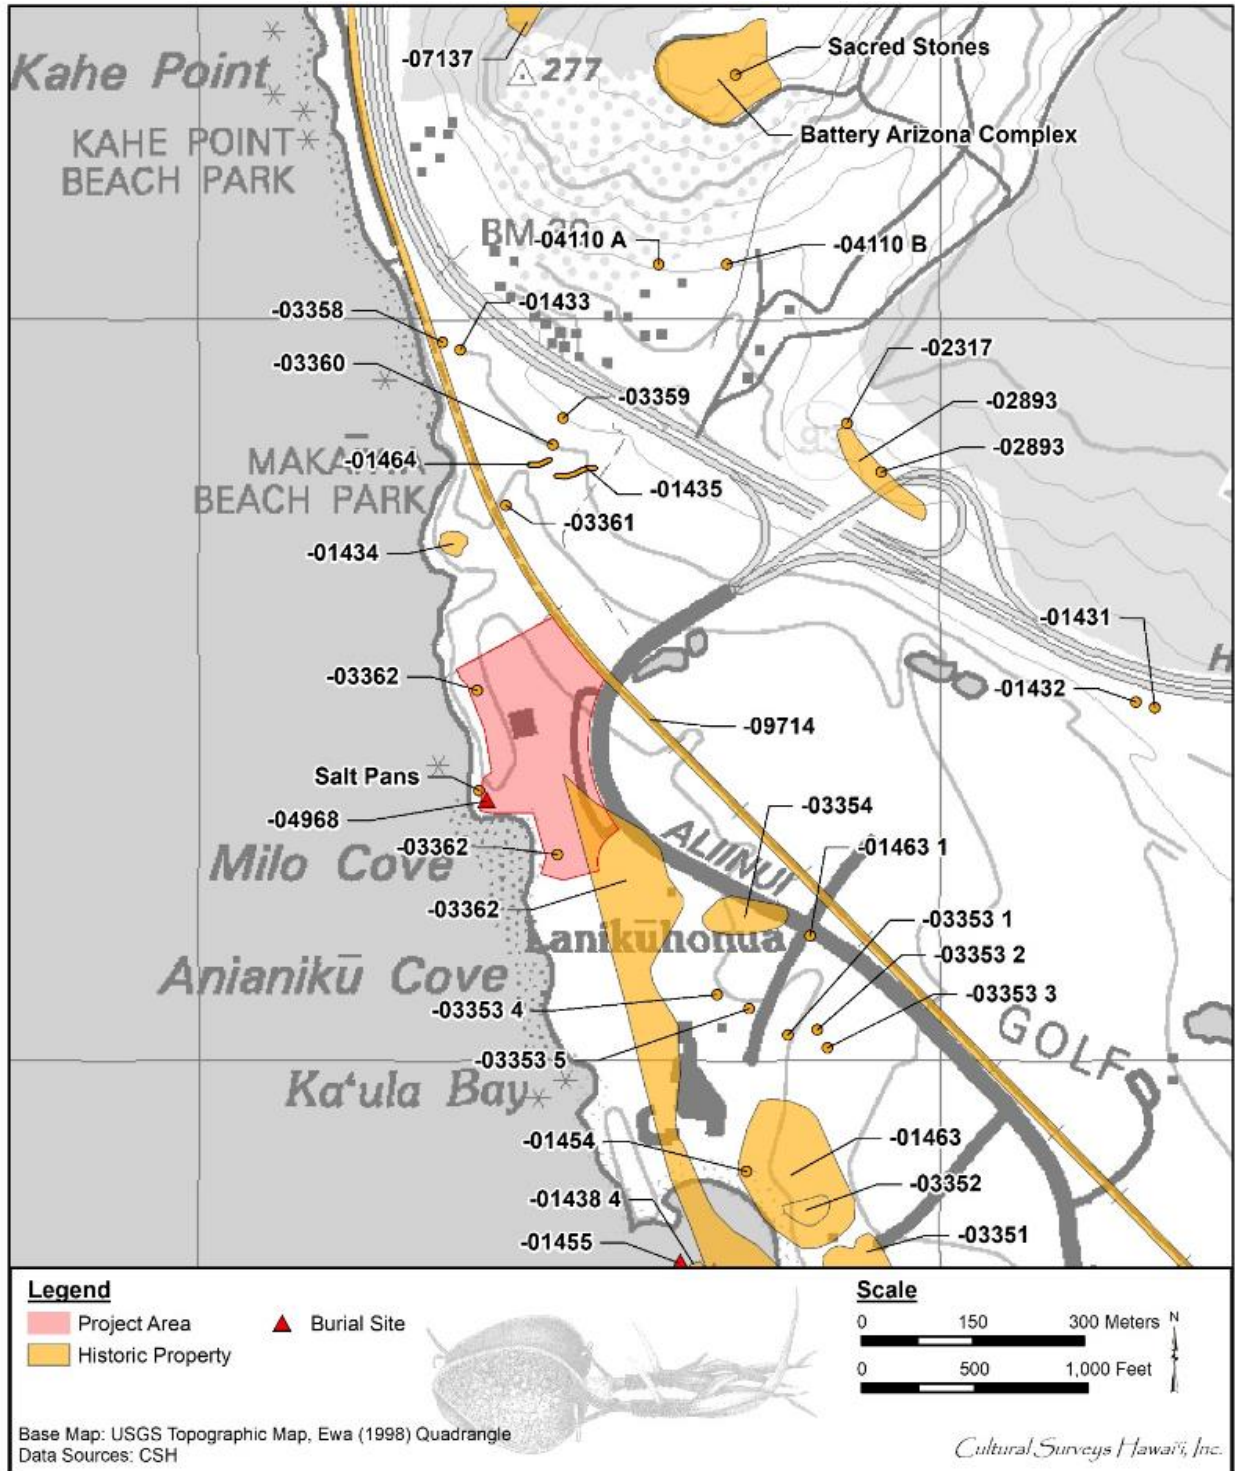 -07137
Sacred Stones
Kahe Point
277
KAHE POINT
BEACH PARK
Battery Arizona Complex
BM
-04110 A
-04110 B
-03358
-01433
-03360
-02317
-03359
-02893
-02893
-01464
BEACH PARK
-01435
-03361
-01434
-01431
H
-03362
-01432
-09714
Salt Pans
-03354
-04968
-03362
ALIINUI
-01463 1
Milo Cove
-03362
-03353 1
Lanikūhonua
-03353 2
Anianikū Cove
-03353 4
-03353 3
GOLF
-03353 5
Ka‘ula Bay
-01454
-01463
-03352
-01438 4
-01455
-03351
Legend
Project Area
Burial Site
Historic Property
Scale
0 150 300 Meters
N
0 500 1,000 Feet
Base Map: USGS Topographic Map, Ewa (1998) Quadrangle
Data Sources: CSH
Cultural Surveys Hawai‘i, Inc.